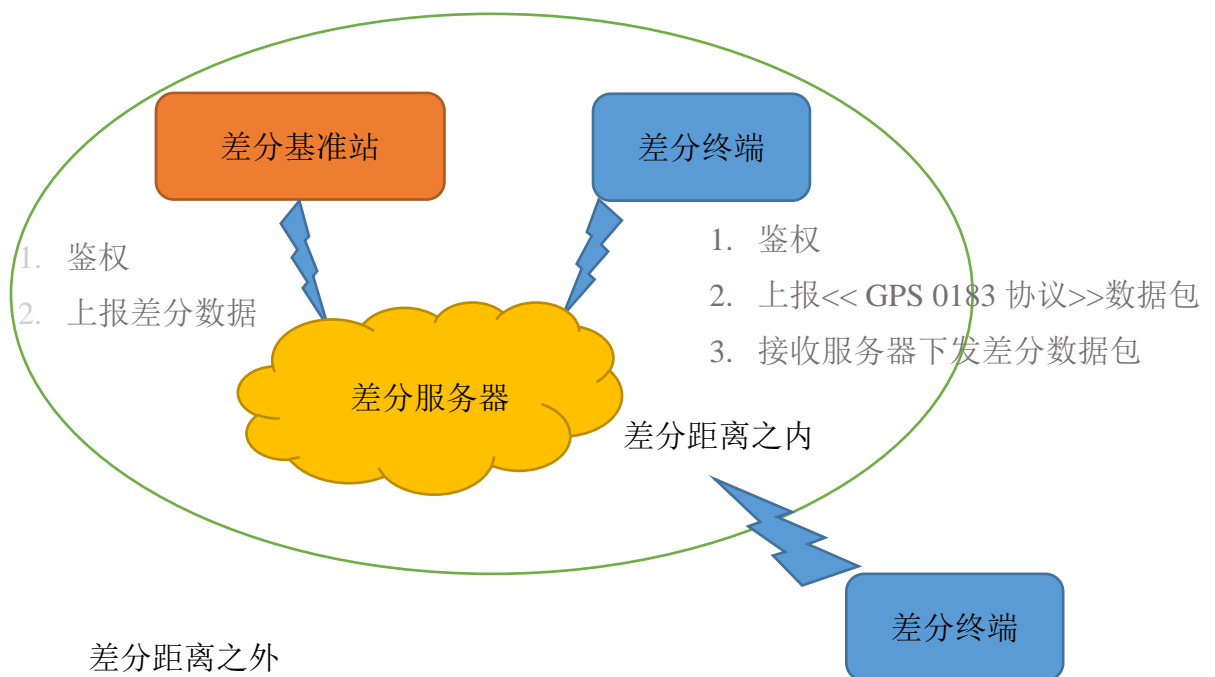 差分基准站
差分终端
1. 鉴权
2. 上报差分数据
1. 鉴权
2. 上报<< GPS 0183 协议>>数据包
3. 接收服务器下发差分数据包
差分服务器
差分距离之内
差分终端
差分距离之外